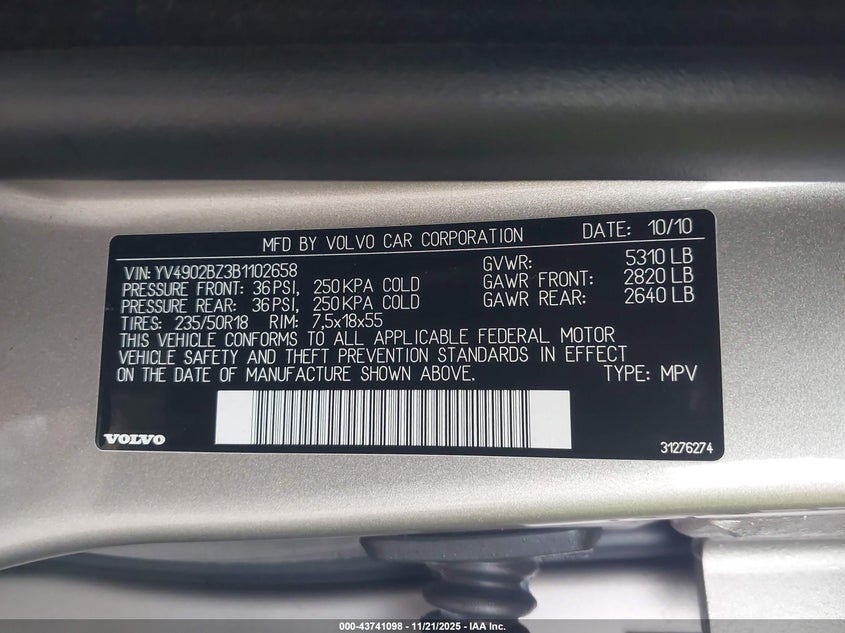 MFD BY VOLVO CAR CORPORATION DATE: 10/10
VIN: YV4902BZ3B1102658 GVWR: 5310 LB
PRESSURE FRONT: 36 PSI, 250 KPA COLD GAWR FRONT: 2820 LB
PRESSURE REAR: 36 PSI, 250 KPA COLD GAWR REAR: 2640 LB
TIRES: 235/50R18 RIM: 7,5x18x55
THIS VEHICLE CONFORMS TO ALL APPLICABLE FEDERAL MOTOR
VEHICLE SAFETY AND THEFT PREVENTION STANDARDS IN EFFECT
ON THE DATE OF MANUFACTURE SHOWN ABOVE. TYPE: MPV
VOLVO 31276274
000-43741098 - 11/21/2025 - IAA Inc.